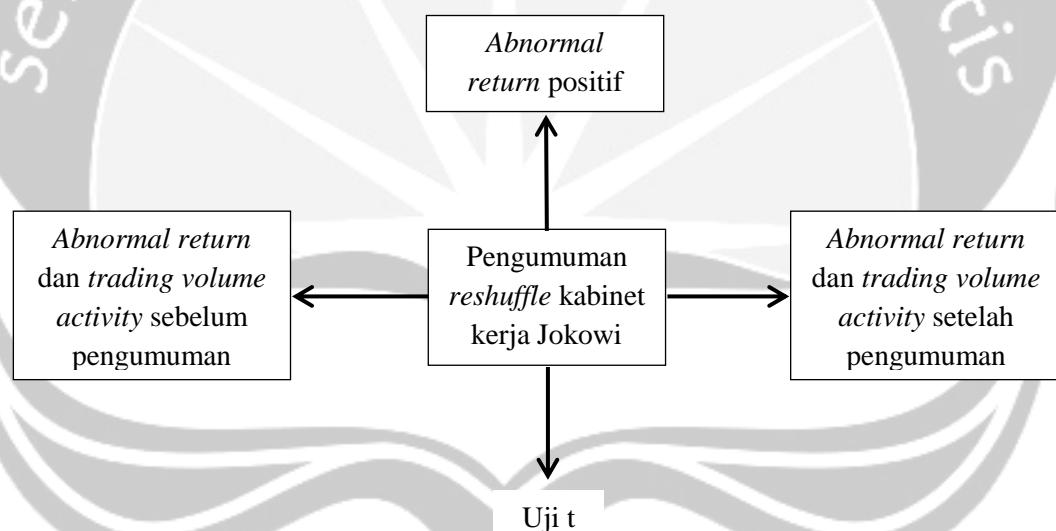 Abnormal
return positif
Abnormal return
dan trading volume
activity sebelum
pengumuman
Pengumuman
reshuffle kabinet
kerja Jokowi
Abnormal return
dan trading volume
activity setelah
pengumuman
Uji t